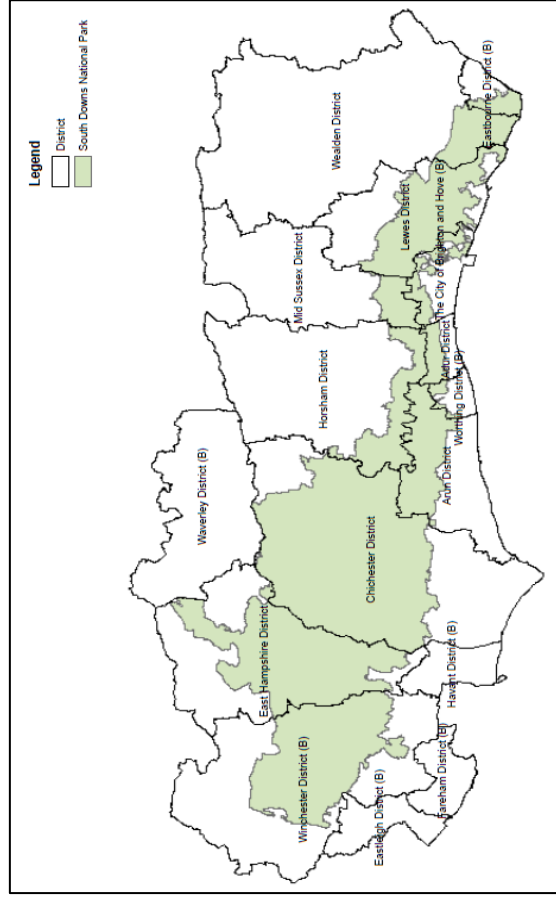 Legend
District
South Downs National Park
Waverley District (B)
East Hampshire District
Winchester District (B)
Eastleigh District (B)
Fareham District (B)
Havant District (B)
Chichester District
Horsham District
Mid Sussex District
Wealden District
Lewes District
Arun District
Worthing District (B)
Adur District
The City of Brighton and Hove (B)
Eastbourne District (B)